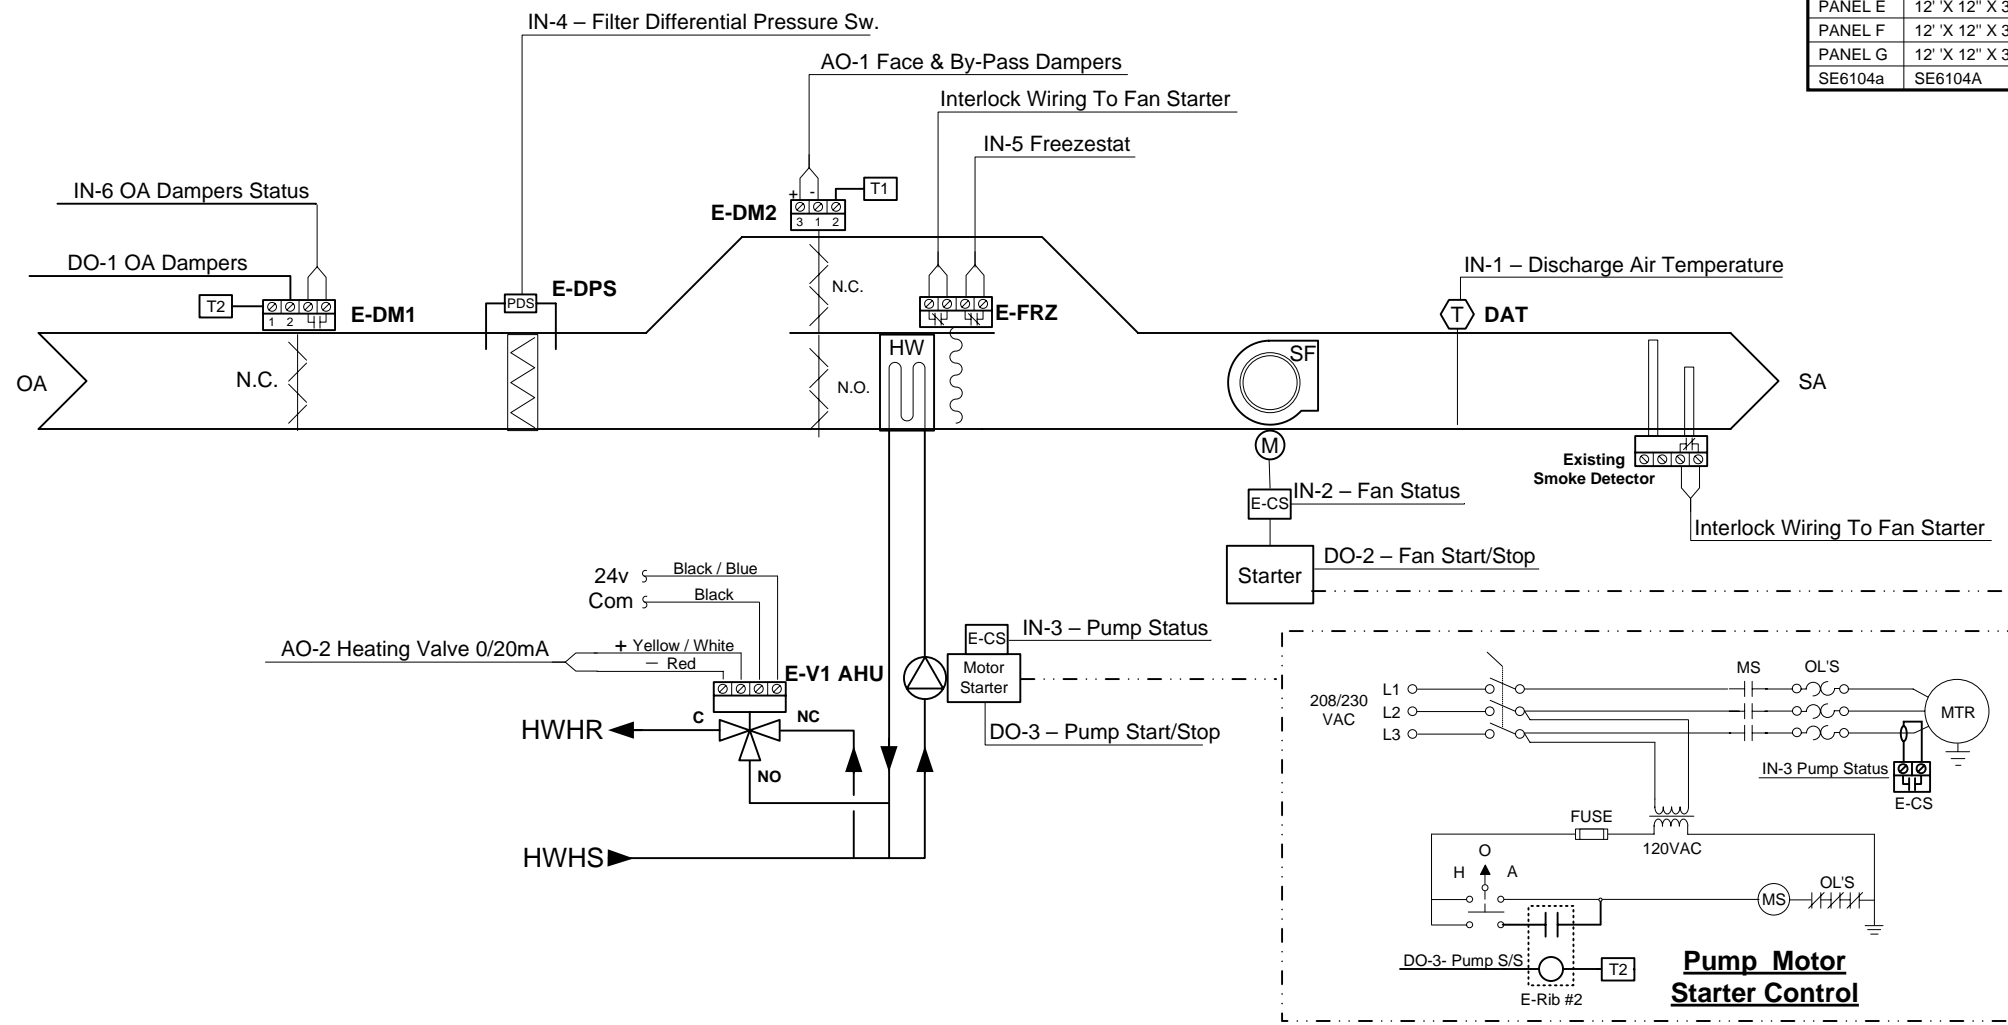 PANEL E 12' 'X 12" X 3
PANEL F 12' 'X 12" X 3
PANEL G 12' 'X 12" X 3
SE6104a SE6104A
IN-4 – Filter Differential Pressure Sw.
AO-1 Face & By-Pass Dampers
Interlock Wiring To Fan Starter
IN-5 Freezestat
IN-6 OA Dampers Status
T1
+ -
E-DM2
3 1 2
DO-1 OA Dampers
IN-1 – Discharge Air Temperature
T2
1 2
E-DM1
PDS
E-DPS
N.C.
E-FRZ
T
DAT
HW
SF
OA
N.C.
N.O.
SA
M
Existing
Smoke Detector
E-CS
IN-2 – Fan Status
Interlock Wiring To Fan Starter
Starter
DO-2 – Fan Start/Stop
24v
Black / Blue
Com
Black
AO-2 Heating Valve 0/20mA
+ Yellow / White
– Red
E-V1 AHU
E-CS
IN-3 – Pump Status
Motor
Starter
DO-3 – Pump Start/Stop
HWHR
C
NC
NO
HWHS
208/230
VAC
L1
L2
L3
MS
OL'S
MTR
IN-3 Pump Status
E-CS
FUSE
120VAC
O
H A
MS
OL'S
DO-3- Pump S/S
T2
E-Rib #2
Pump Motor
Starter Control